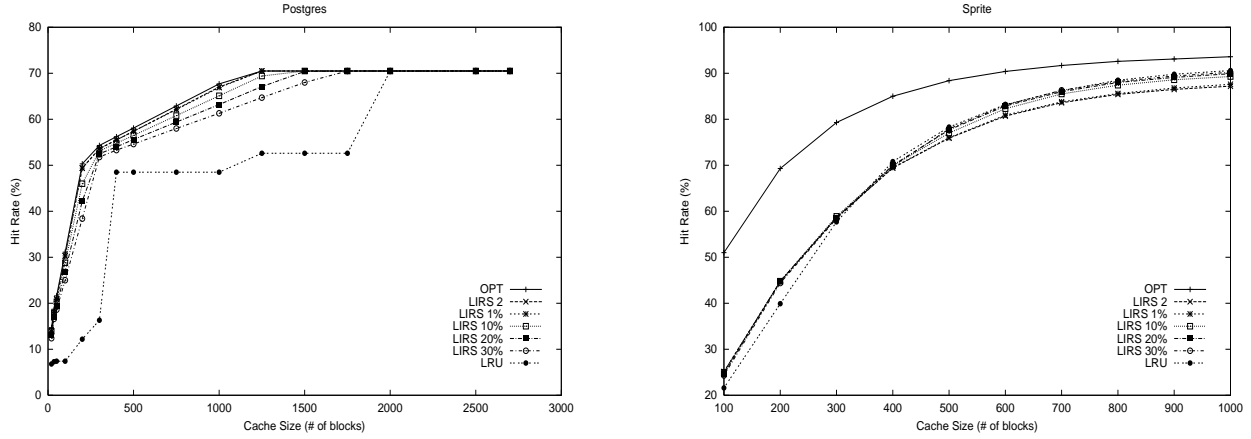 Postgres
80
70
60
50
40
30
20
10
0
Hit Rate (%)
OPT
LIRS 2
LIRS 1%
LIRS 10%
LIRS 20%
LIRS 30%
LRU
0 500 1000 1500 2000 2500 3000
Cache Size (# of blocks)
Sprite
100
90
80
70
60
50
40
30
20
Hit Rate (%)
OPT
LIRS 2
LIRS 1%
LIRS 10%
LIRS 20%
LIRS 30%
LRU
100 200 300 400 500 600 700 800 900 1000
Cache Size (# of blocks)